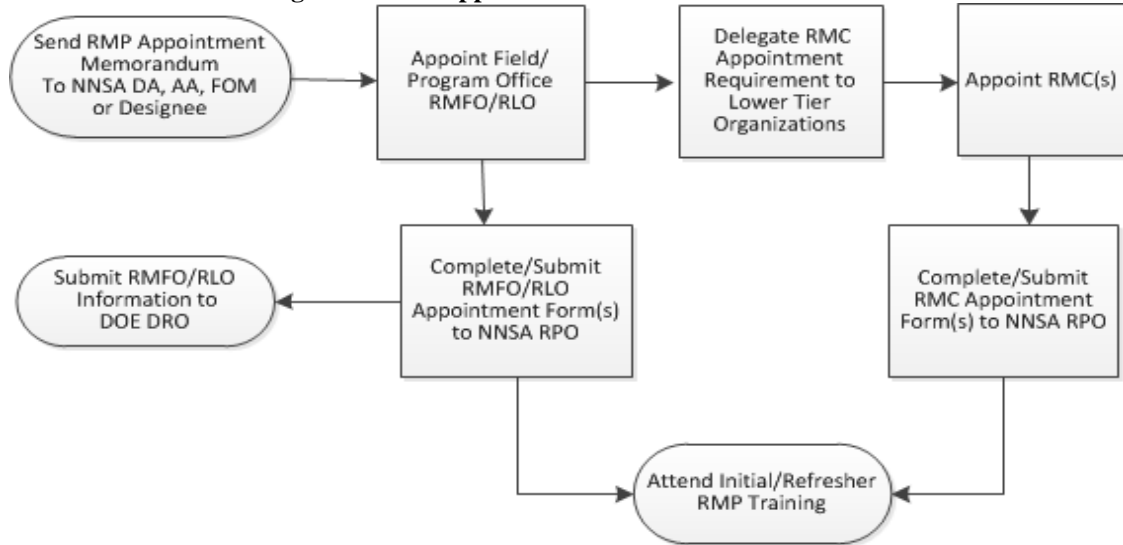 Send RMP Appointment
Memorandum
To NNSA DA, AA, FOM
or Designee
Appoint Field/
Program Office
RMFO/RLO
Delegate RMC
Appointment
Requirement to
Lower Tier
Organizations
Appoint RMC(s)
Submit RMFO/RLO
Information to
DOE DRO
Complete/Submit
RMFO/RLO
Appointment Form(s)
to NNSA RPO
Complete/Submit
RMC Appointment
Form(s) to NNSA RPO
Attend Initial/Refresher
RMP Training